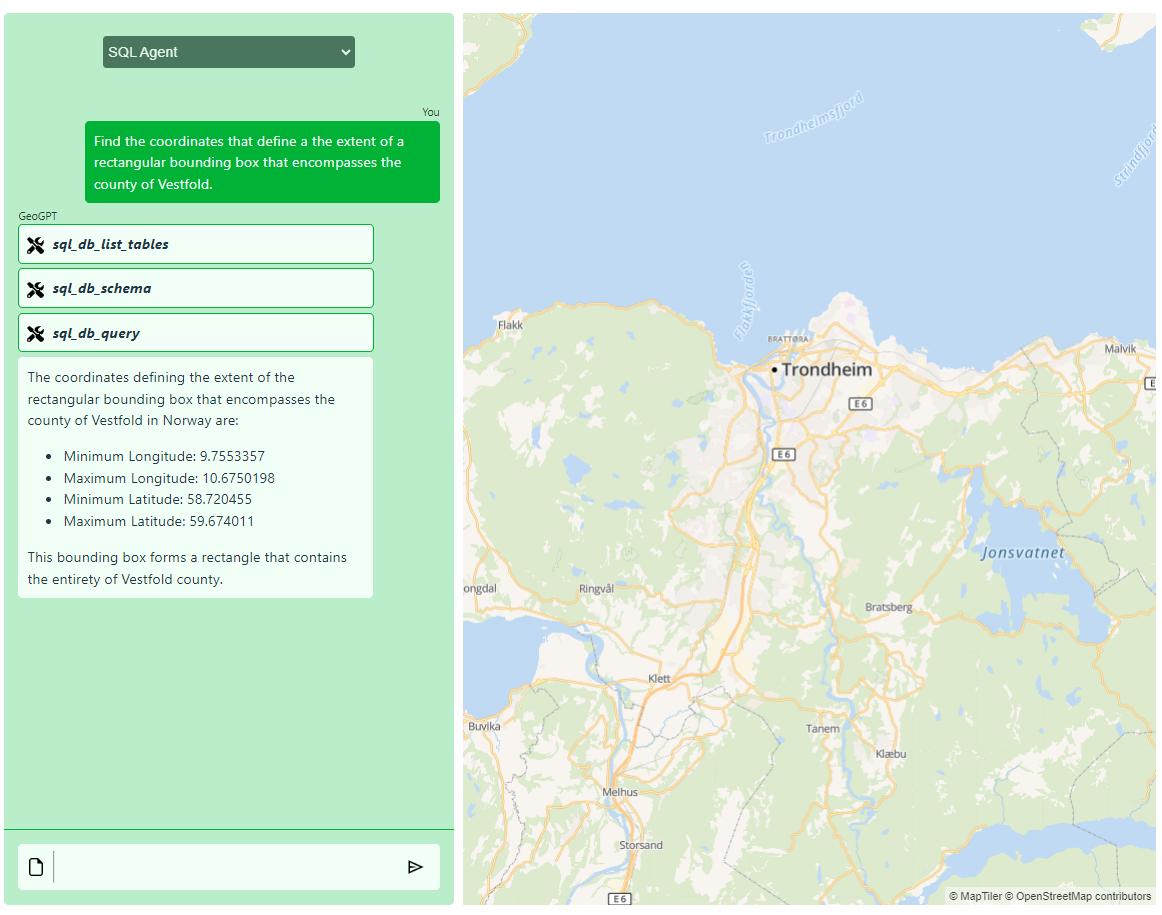 SQL Agent
You
Find the coordinates that define a the extent of a
rectangular bounding box that encompasses the
county of Vestfold.
GeoGPT
sql_db_list_tables
sql_db_schema
sql_db_query
The coordinates defining the extent of the
rectangular bounding box that encompasses the
county of Vestfold in Norway are:
• Minimum Longitude: 9.7553357
• Maximum Longitude: 10.6750198
• Minimum Latitude: 58.720455
• Maximum Latitude: 59.674011
This bounding box forms a rectangle that contains
the entirety of Vestfold county.
Trondheimsfjord
Strindfjord
Flakkfjorden
Flakk
BRATTØRA
Malvik
Trondheim
E
E6
E6
Jonsvatnet
ongdal
Ringvål
Bratsberg
Klett
Buvika
Tanem
Klæbu
Melhus
Storsand
E6
© MapTiler © OpenStreetMap contributors